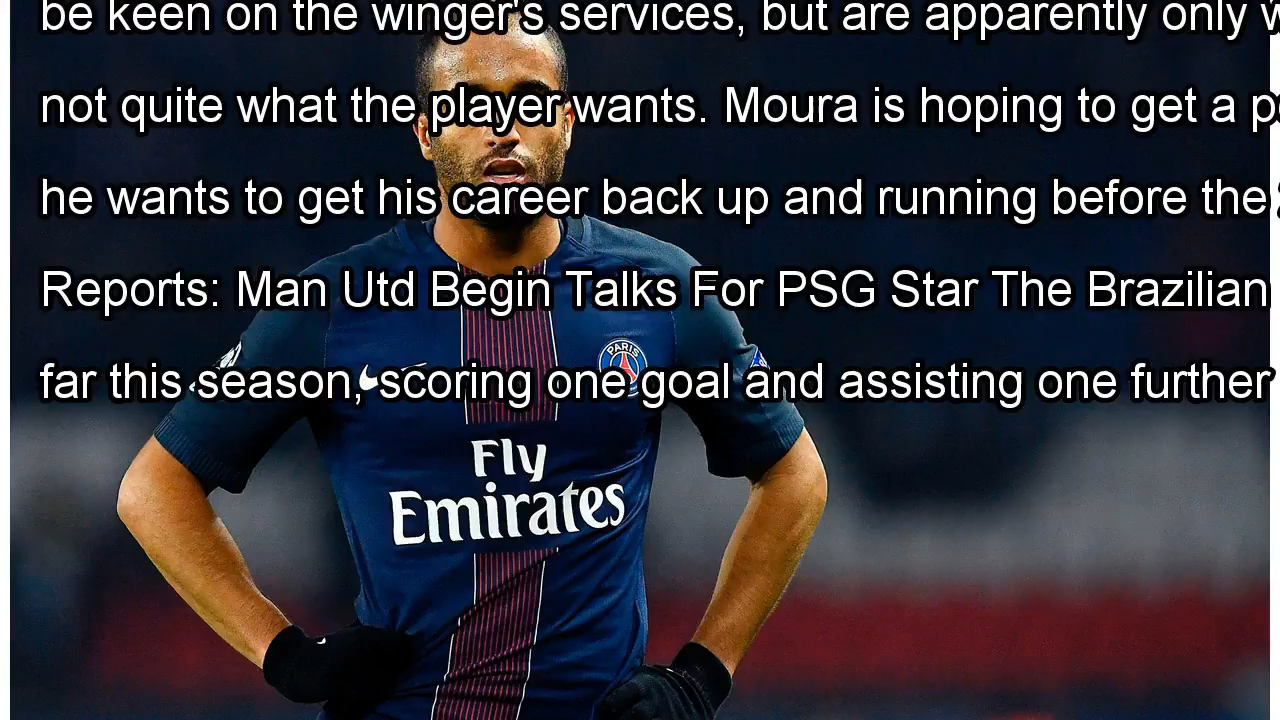 be keen on the winger's services, but are apparently only
not quite what the player wants. Moura is hoping to get a
he wants to get his career back up and running before the
Reports: Man Utd Begin Talks For PSG Star The Brazilian
far this season, scoring one goal and assisting one further
PARIS
Fly
Emirates